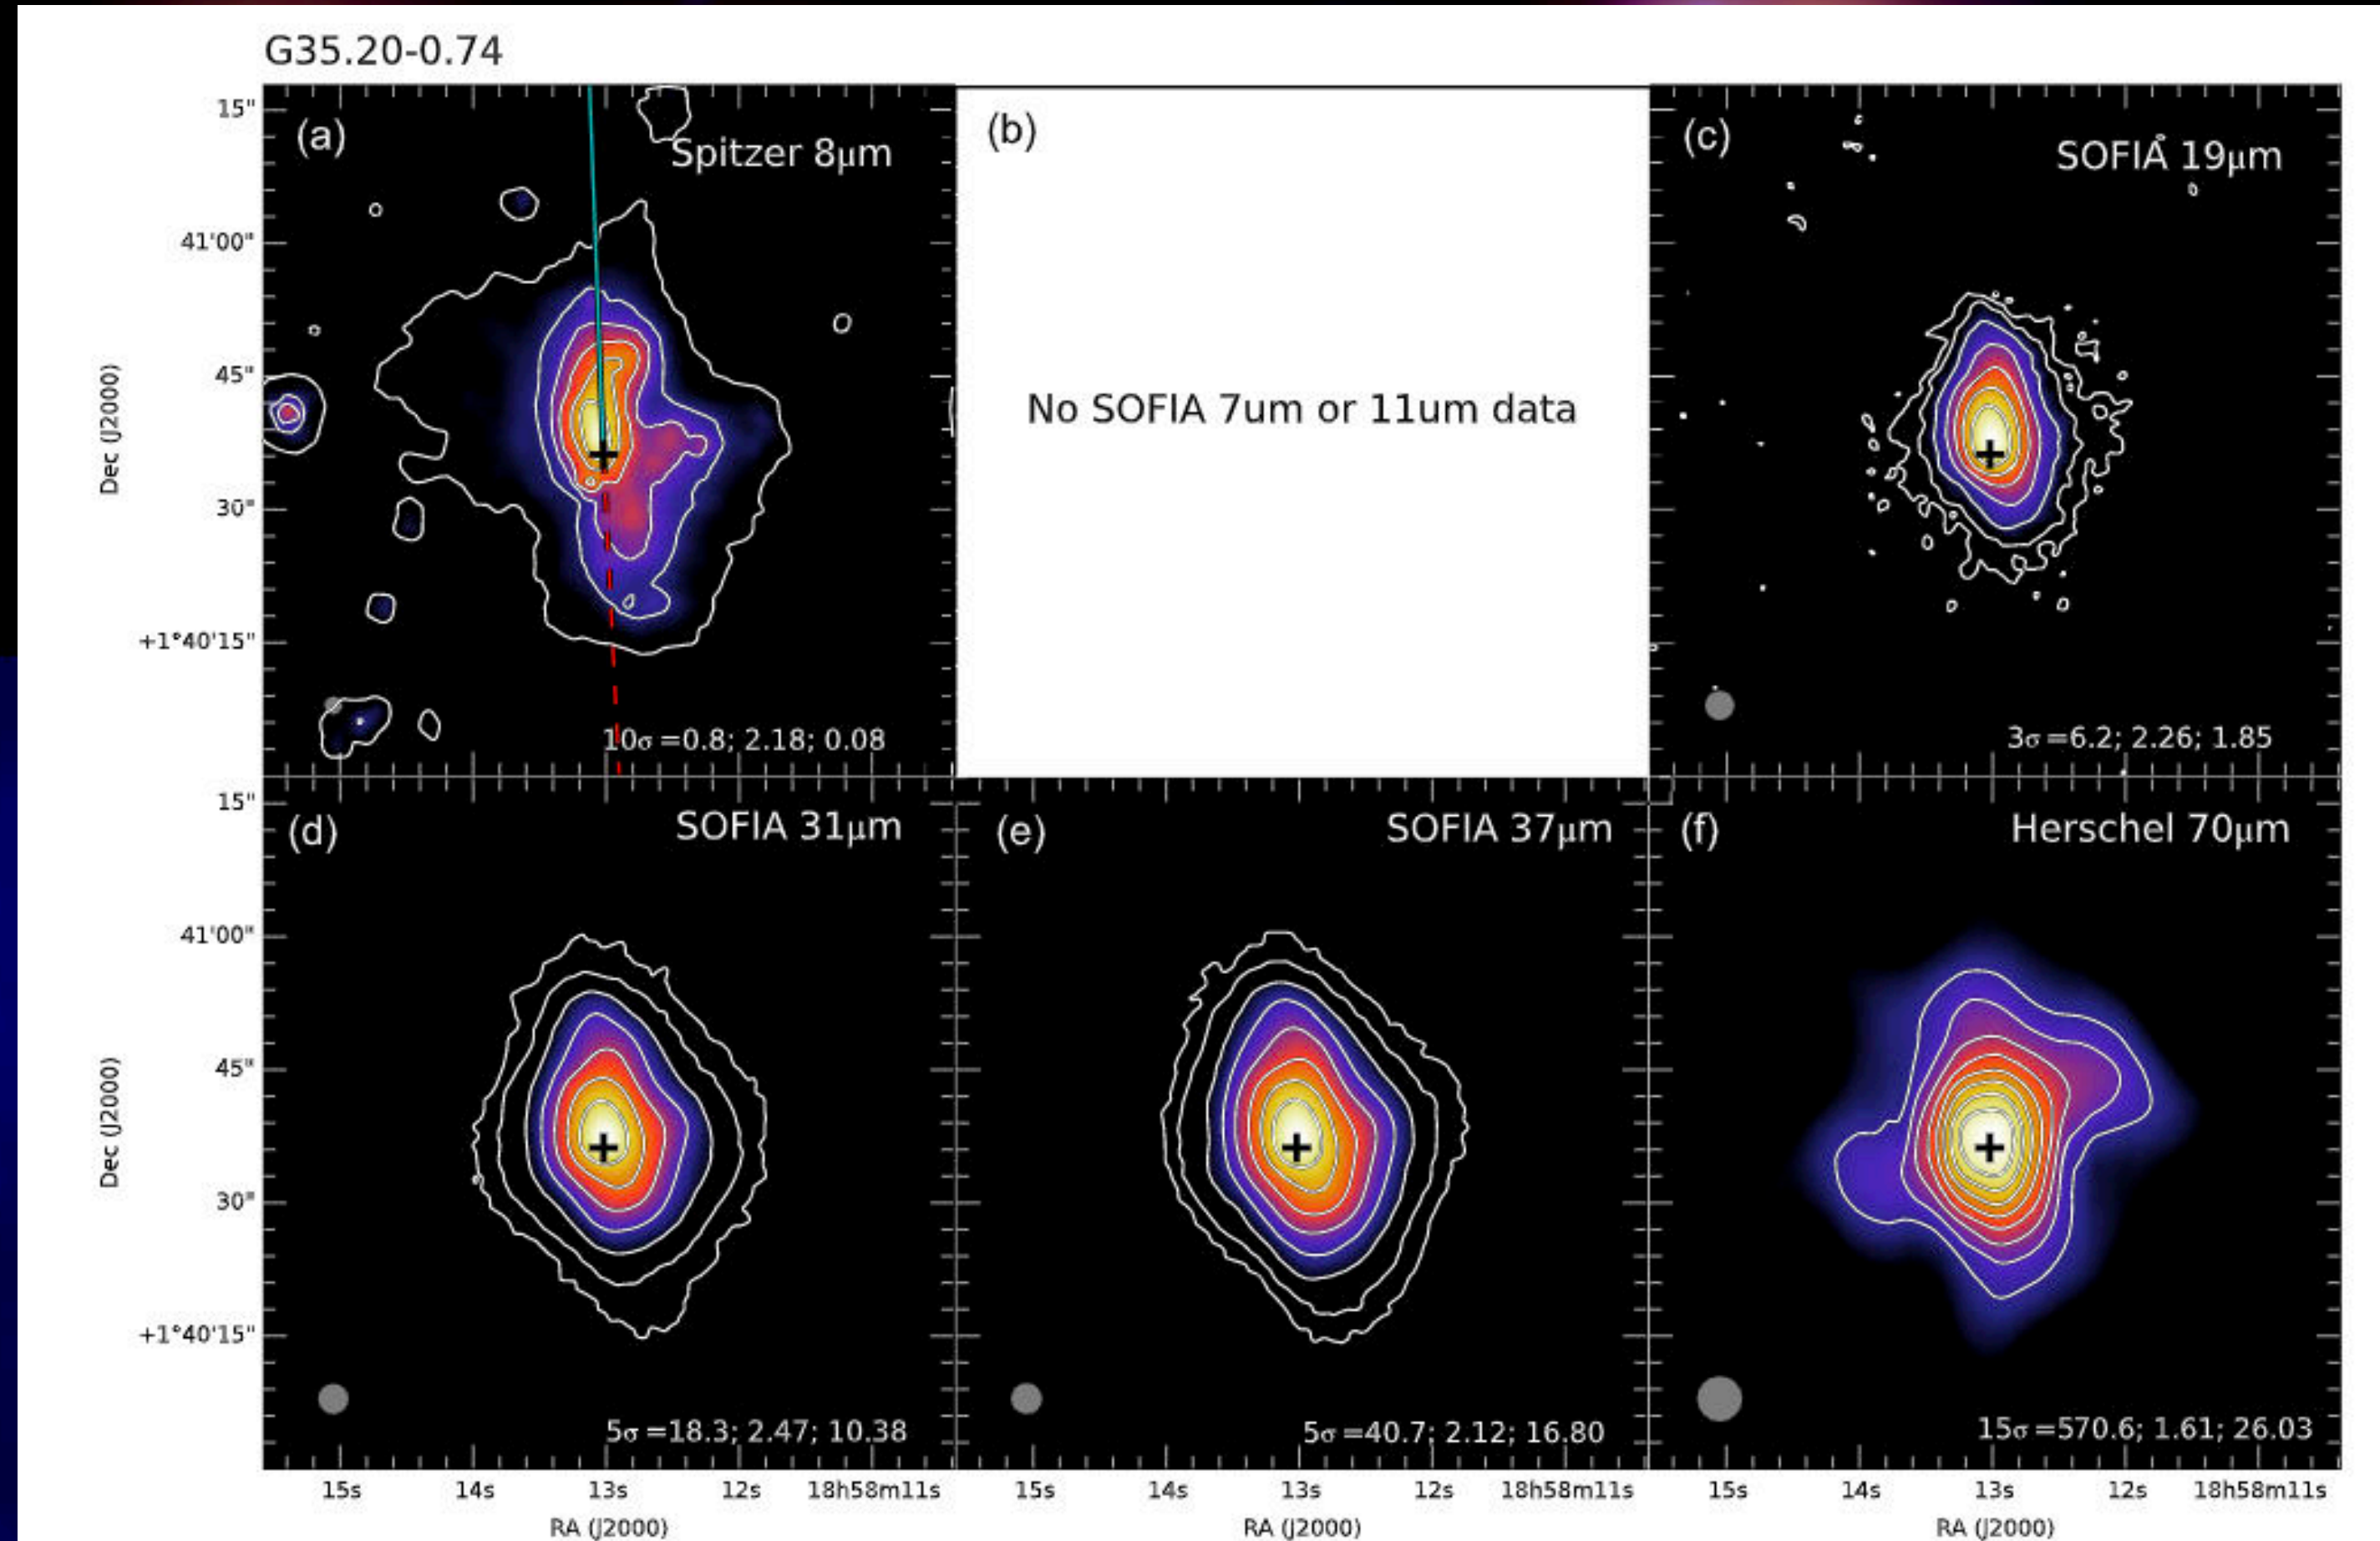 G35.20-0.74
(a)
Spitzer 8μm
15"
41'00"
45"
30"
+1°40'15"
Dec (J2000)
10σ=0.8; 2.18; 0.08
(b)
No SOFIA 7um or 11um data
(c)
SOFIA 19μm
3σ=6.2; 2.26; 1.85
(d)
SOFIA 31μm
15"
41'00"
45"
30"
+1°40'15"
Dec (J2000)
5σ=18.3; 2.47; 10.38
15s 14s 13s 12s 18h58m11s
RA (J2000)
(e)
SOFIA 37μm
5σ=40.7; 2.12; 16.80
15s 14s 13s 12s 18h58m11s
RA (J2000)
(f)
Herschel 70μm
15σ=570.6; 1.61; 26.03
15s 14s 13s 12s 18h58m11s
RA (J2000)